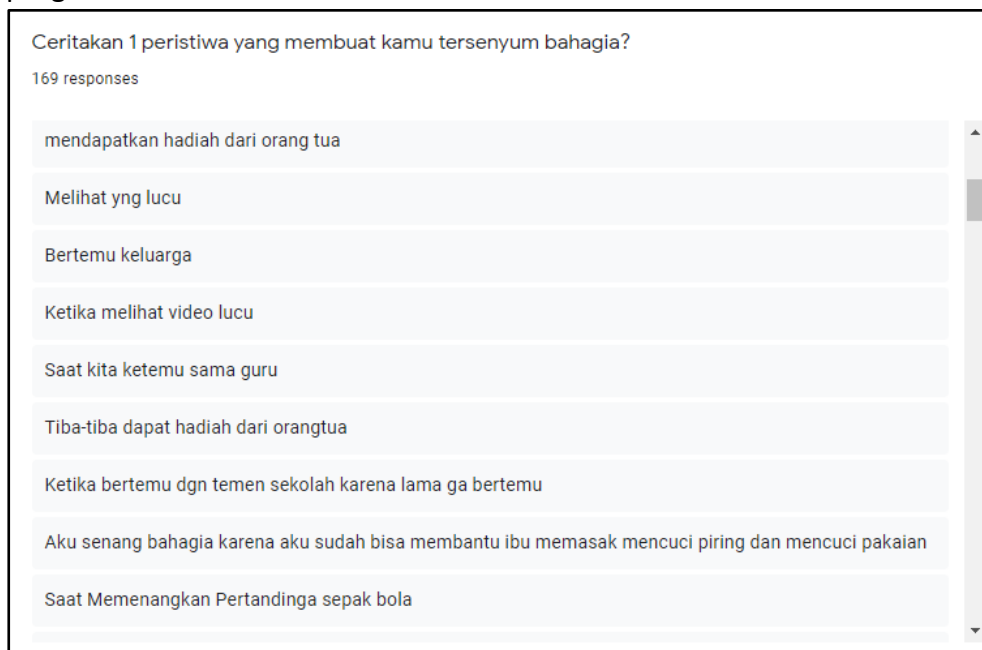 Ceritakan 1 peristiwa yang membuat kamu tersenyum bahagia?
169 responses
mendapatkan hadiah dari orang tua
Melihat yng lucu
Bertemu keluarga
Ketika melihat video lucu
Saat kita ketemu sama guru
Tiba-tiba dapat hadiah dari orangtua
Ketika bertemu dgn temen sekolah karena lama ga bertemu
Aku senang bahagia karena aku sudah bisa membantu ibu memasak mencuci piring dan mencuci pakaian
Saat Memenangkan Pertandinga sepak bola